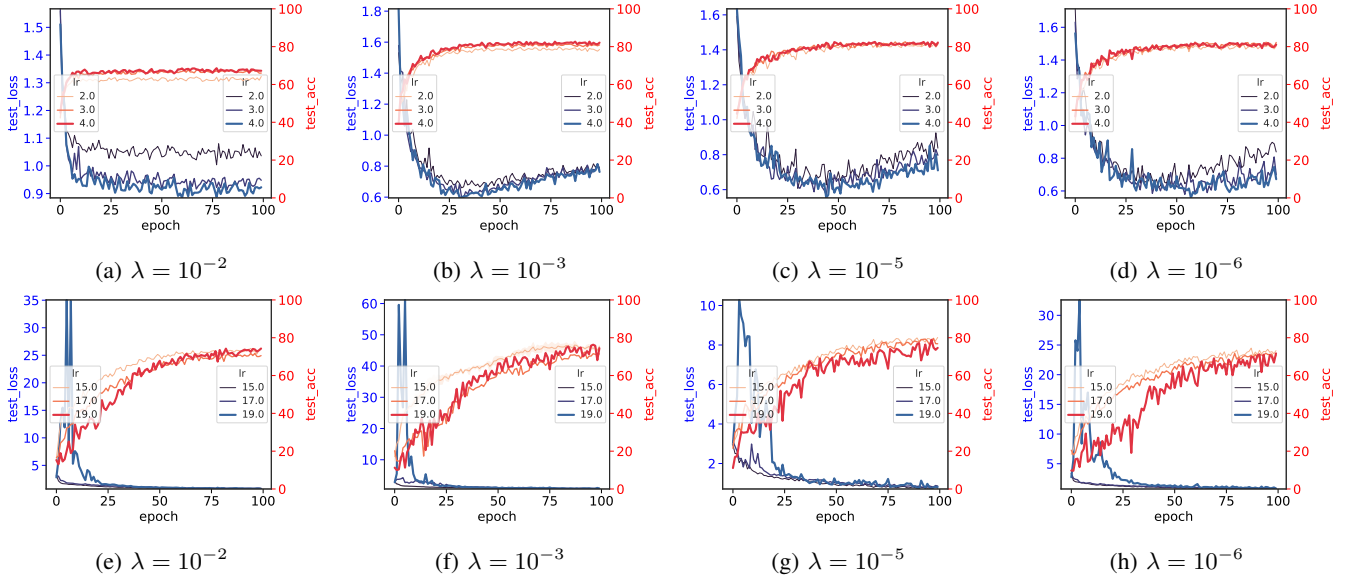 1.5
1.4
1.3
1.2
1.1
1.0
0.9
test_loss
lr
2.0
3.0
4.0
lr
2.0
3.0
4.0
100
80
60
40
20
0
test_acc
0 25 50 75 100
epoch
(a) λ = 10⁻²
1.8
1.6
1.4
1.2
1.0
0.8
0.6
test_loss
lr
2.0
3.0
4.0
lr
2.0
3.0
4.0
100
80
60
40
20
0
test_acc
0 25 50 75 100
epoch
(b) λ = 10⁻³
1.6
1.4
1.2
1.0
0.8
0.6
test_loss
lr
2.0
3.0
4.0
lr
2.0
3.0
4.0
100
80
60
40
20
0
test_acc
0 25 50 75 100
epoch
(c) λ = 10⁻⁵
1.6
1.4
1.2
1.0
0.8
0.6
test_loss
lr
2.0
3.0
4.0
lr
2.0
3.0
4.0
100
80
60
40
20
0
test_acc
0 25 50 75 100
epoch
(d) λ = 10⁻⁶
35
30
25
20
15
10
5
test_loss
lr
15.0
17.0
19.0
lr
15.0
17.0
19.0
100
80
60
40
20
0
test_acc
0 25 50 75 100
epoch
(e) λ = 10⁻²
60
50
40
30
20
10
test_loss
lr
15.0
17.0
19.0
lr
15.0
17.0
19.0
100
80
60
40
20
0
test_acc
0 25 50 75 100
epoch
(f) λ = 10⁻³
10
8
6
4
2
test_loss
lr
15.0
17.0
19.0
lr
15.0
17.0
19.0
100
80
60
40
20
0
test_acc
0 25 50 75 100
epoch
(g) λ = 10⁻⁵
30
25
20
15
10
5
test_loss
lr
15.0
17.0
19.0
lr
15.0
17.0
19.0
100
80
60
40
20
0
test_acc
0 25 50 75 100
epoch
(h) λ = 10⁻⁶